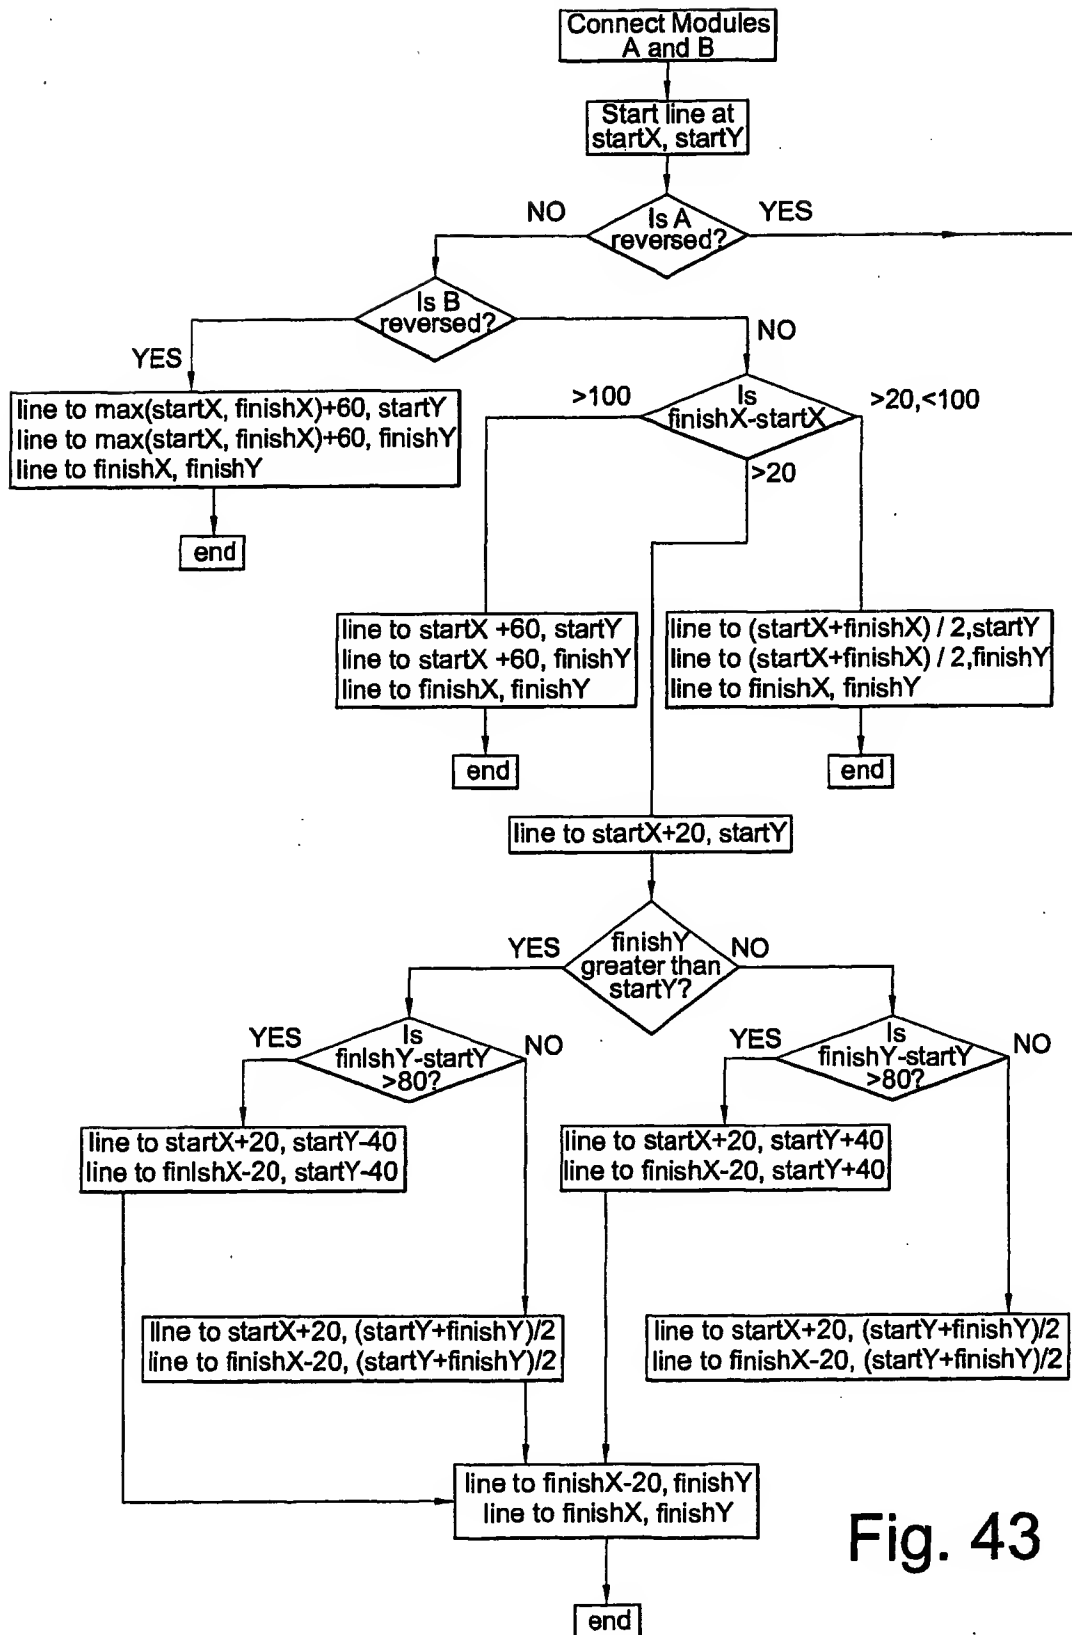 Connect Modules
A and B
Start line at
startX, startY
NO
Is A
reversed?
YES
Is B
reversed?
YES
NO
line to max(startX, finishX)+60, startY
line to max(startX, finishX)+60, finishY
line to finishX, finishY
end
>100
Is
finishX-startX
>20,<100
>20
line to startX +60, startY
line to startX +60, finishY
line to finishX, finishY
end
line to (startX+finishX) / 2,startY
line to (startX+finishX) / 2,finishY
line to finishX, finishY
end
line to startX+20, startY
YES
finishY
greater than
startY?
NO
YES
Is
finishY-startY
>80?
NO
YES
Is
finishY-startY
>80?
NO
line to startX+20, startY-40
line to finishX-20, startY-40
line to startX+20, startY+40
line to finishX-20, startY+40
line to startX+20, (startY+finishY)/2
line to finishX-20, (startY+finishY)/2
line to startX+20, (startY+finishY)/2
line to finishX-20, (startY+finishY)/2
line to finishX-20, finishY
line to finishX, finishY
end
Fig. 43